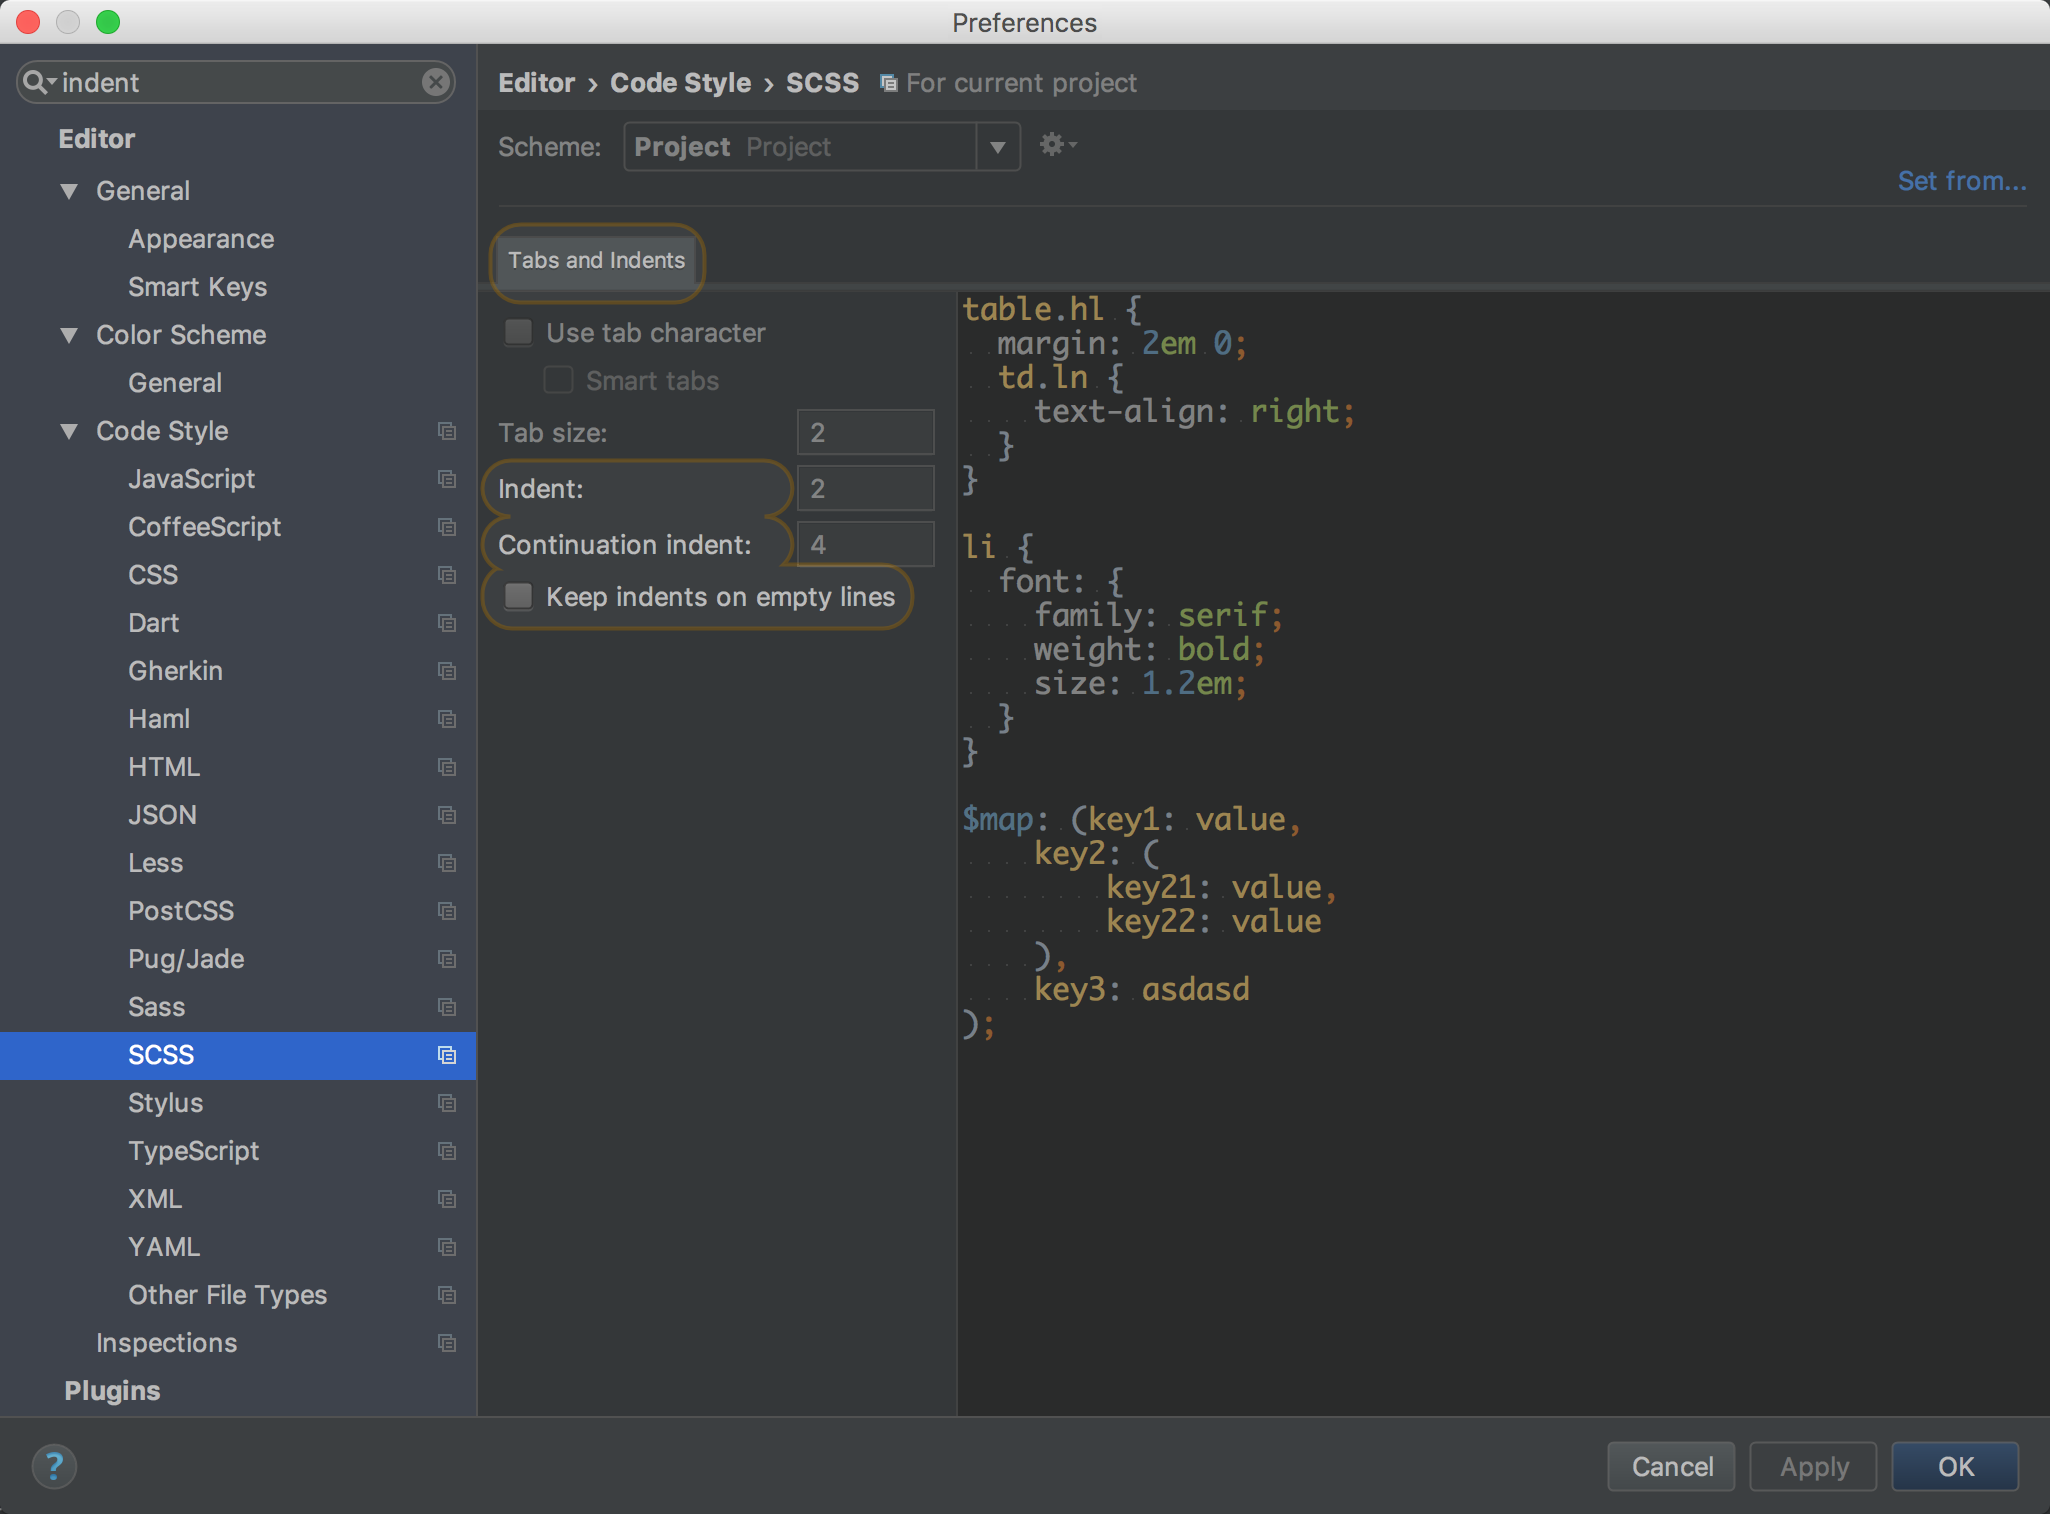 Preferences
indent
Editor
General
Appearance
Smart Keys
Color Scheme
General
Code Style
JavaScript
CoffeeScript
CSS
Dart
Gherkin
Haml
HTML
JSON
Less
PostCSS
Pug/Jade
Sass
SCSS
Stylus
TypeScript
XML
YAML
Other File Types
Inspections
Plugins
Editor › Code Style › SCSS For current project
Scheme: Project Project
Set from...
Tabs and Indents
Use tab character
Smart tabs
Tab size: 2
Indent: 2
Continuation indent: 4
Keep indents on empty lines
table.hl {
  margin: 2em 0;
  td.ln {
    text-align: right;
  }
}

li {
  font: {
    family: serif;
    weight: bold;
    size: 1.2em;
  }
}

$map: (key1: value,
    key2: (
        key21: value,
        key22: value
    ),
    key3: asdasd
);
?
Cancel Apply OK